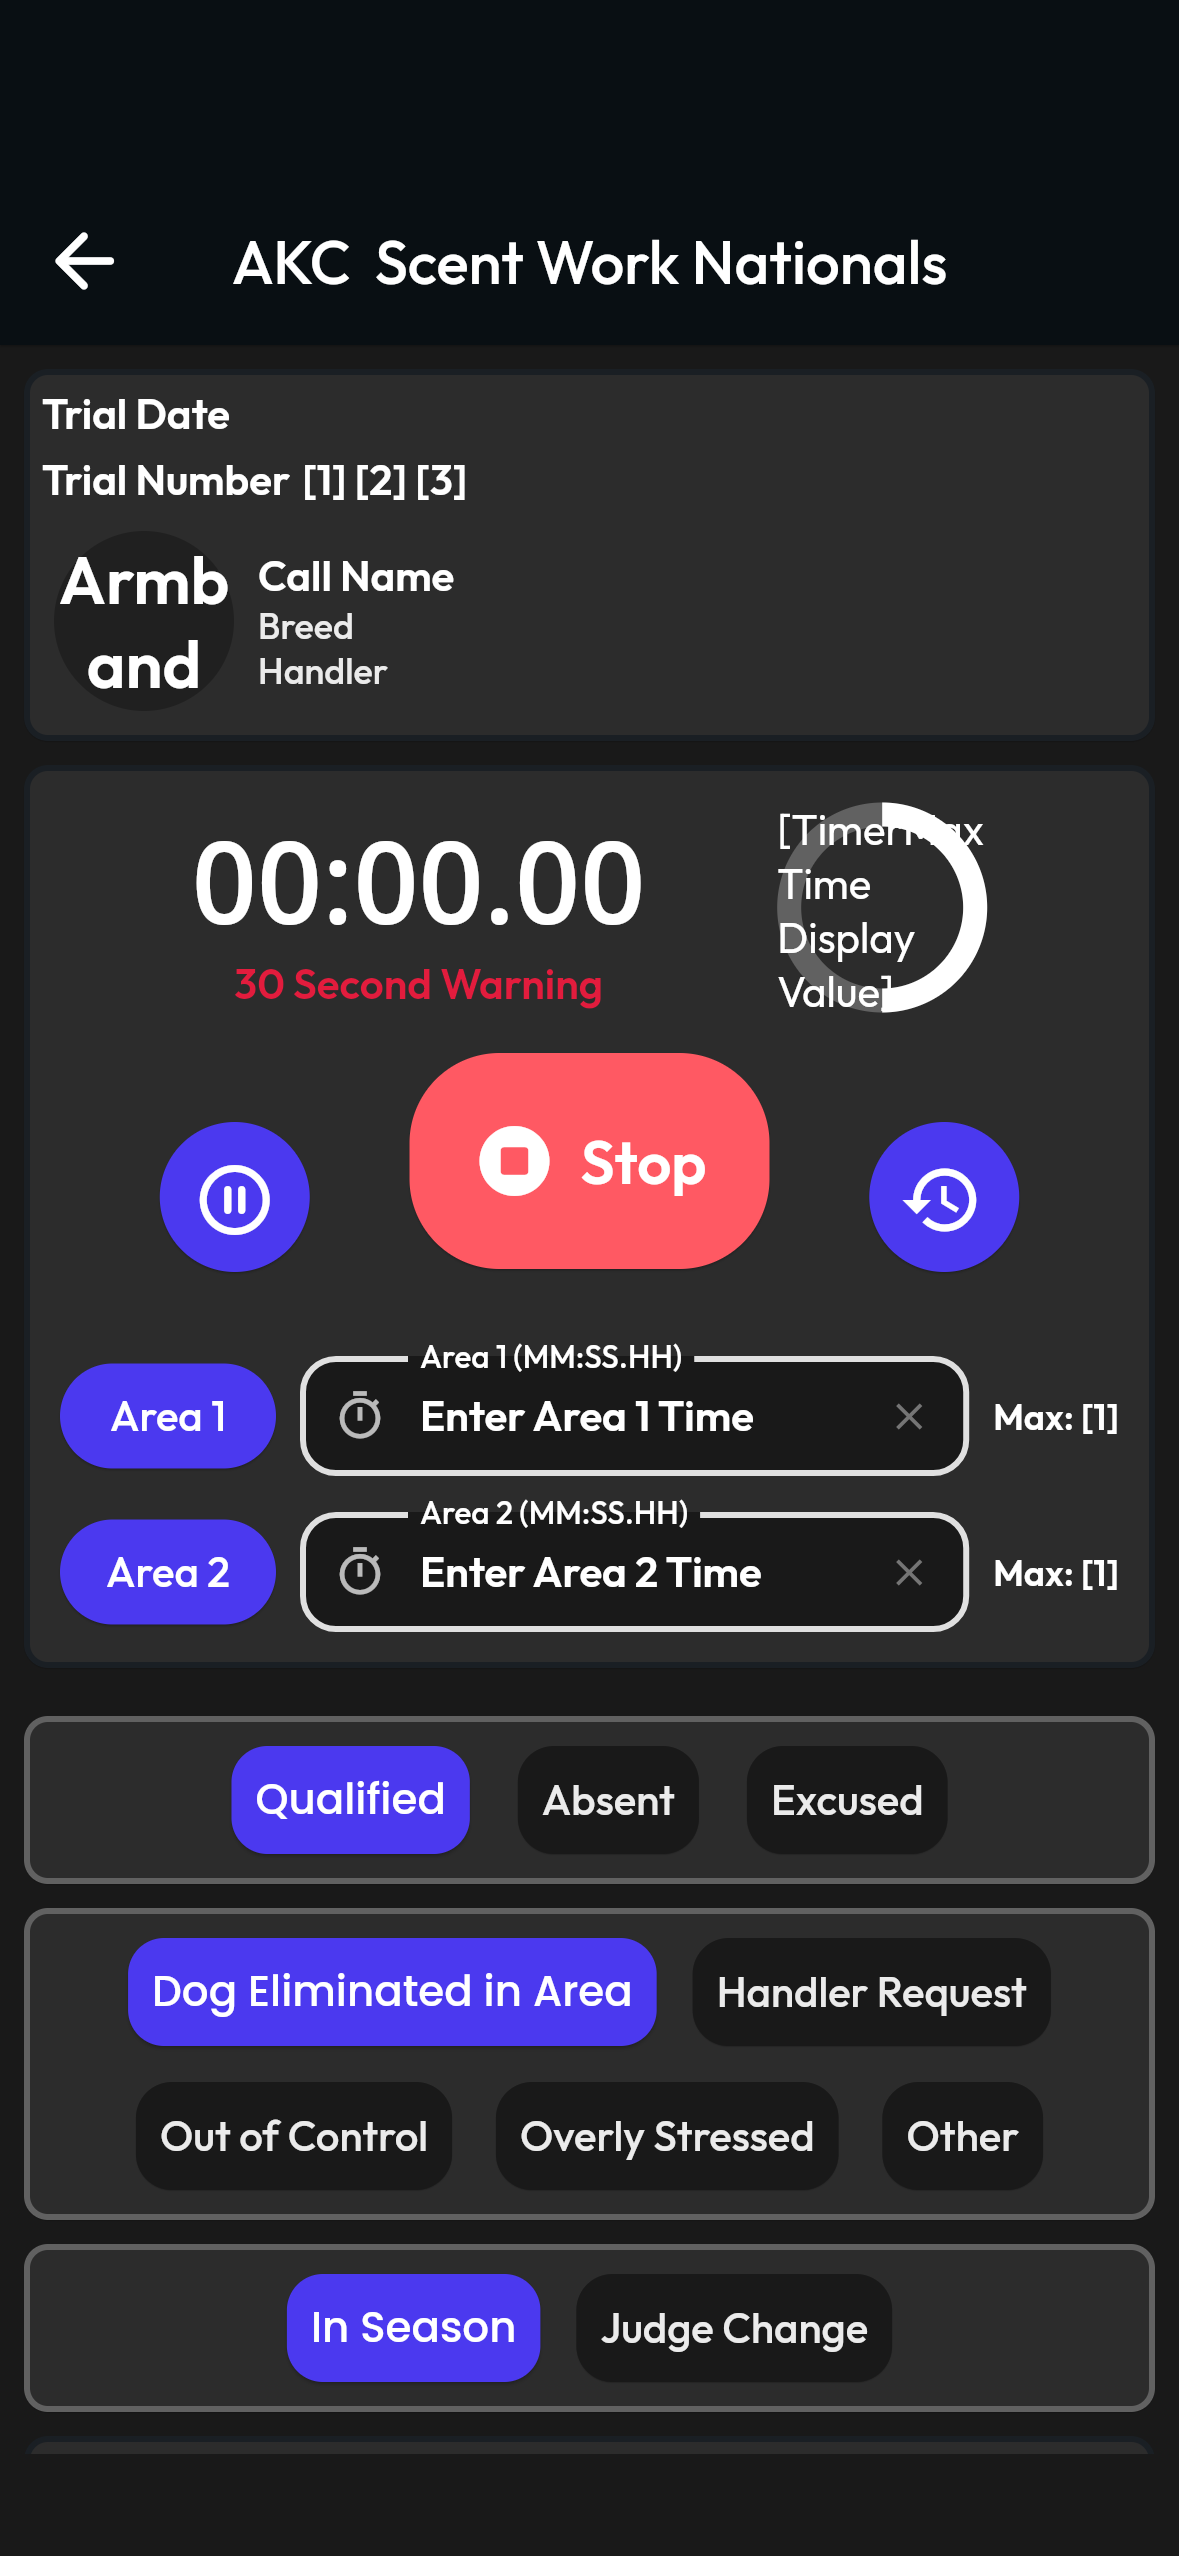 AKC  Scent Work Nationals
Trial Date
Trial Number [1] [2] [3]
Armb
and
Call Name
Breed
Handler
00:00.00
30 Second Warning
[TimerMax
Time
Display
Value]
Stop
Area 1
Area 1 (MM:SS.HH)
Enter Area 1 Time
Max: [1]
Area 2
Area 2 (MM:SS.HH)
Enter Area 2 Time
Max: [1]
Qualified Absent Excused
Dog Eliminated in Area Handler Request
Out of Control Overly Stressed Other
In Season Judge Change